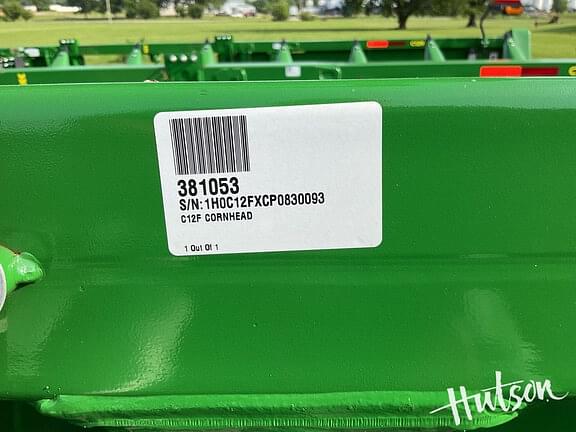 381053
S/N:1H0C12FXCP0830093
C12F CORNHEAD
1 Out Of 1
Hutson